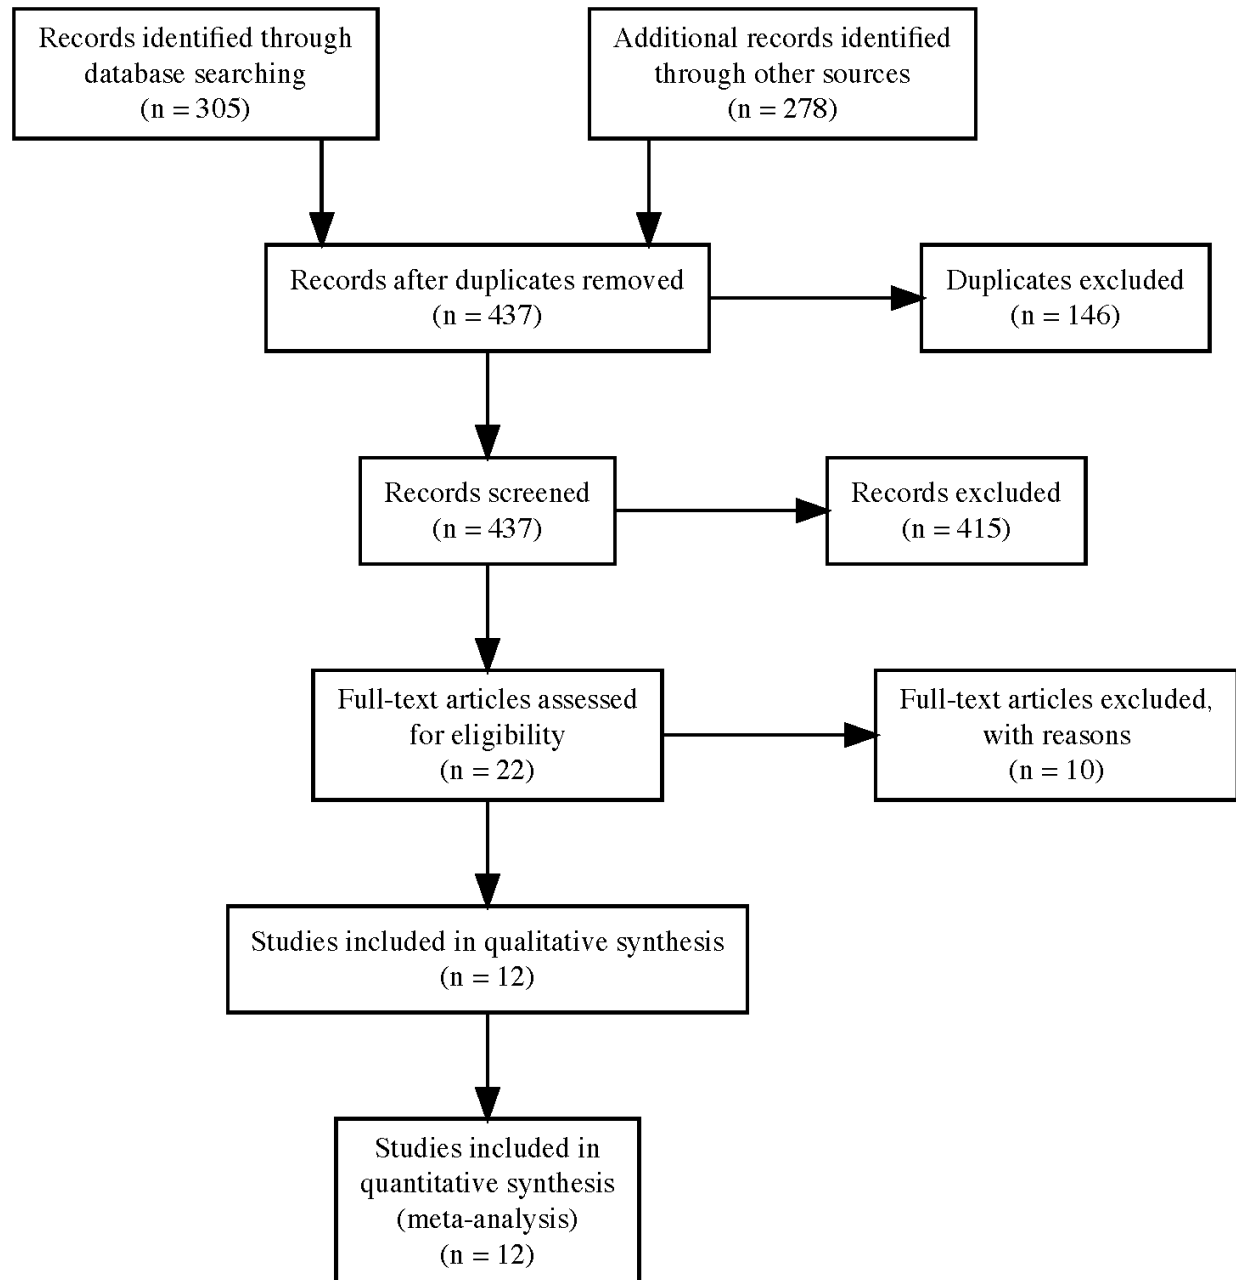 Records identified through
database searching
(n = 305)
Additional records identified
through other sources
(n = 278)
Records after duplicates removed
(n = 437)
Duplicates excluded
(n = 146)
Records screened
(n = 437)
Records excluded
(n = 415)
Full-text articles assessed
for eligibility
(n = 22)
Full-text articles excluded,
with reasons
(n = 10)
Studies included in qualitative synthesis
(n = 12)
Studies included in
quantitative synthesis
(meta-analysis)
(n = 12)